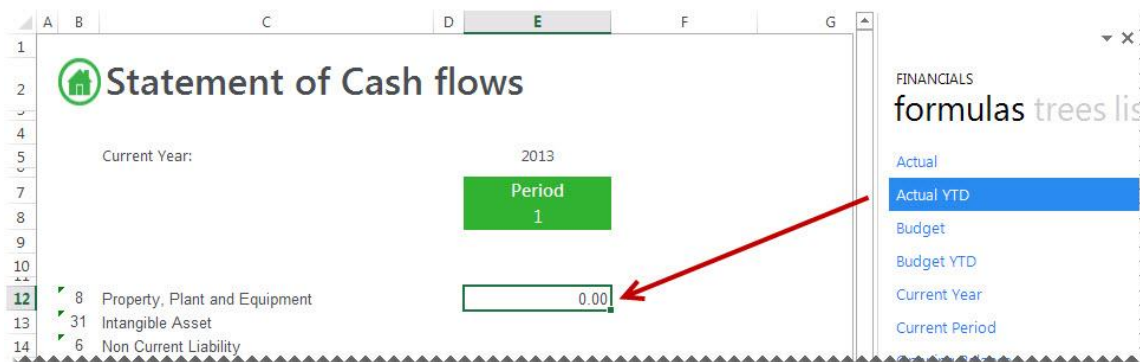 A B C D E F G
1
2 Statement of Cash flows
4
5 Current Year: 2013
7 Period
8 1
9
10
12 8 Property, Plant and Equipment 0.00
13 31 Intangible Asset
14 6 Non Current Liability
FINANCIALS
formulas trees lis
Actual
Actual YTD
Budget
Budget YTD
Current Year
Current Period